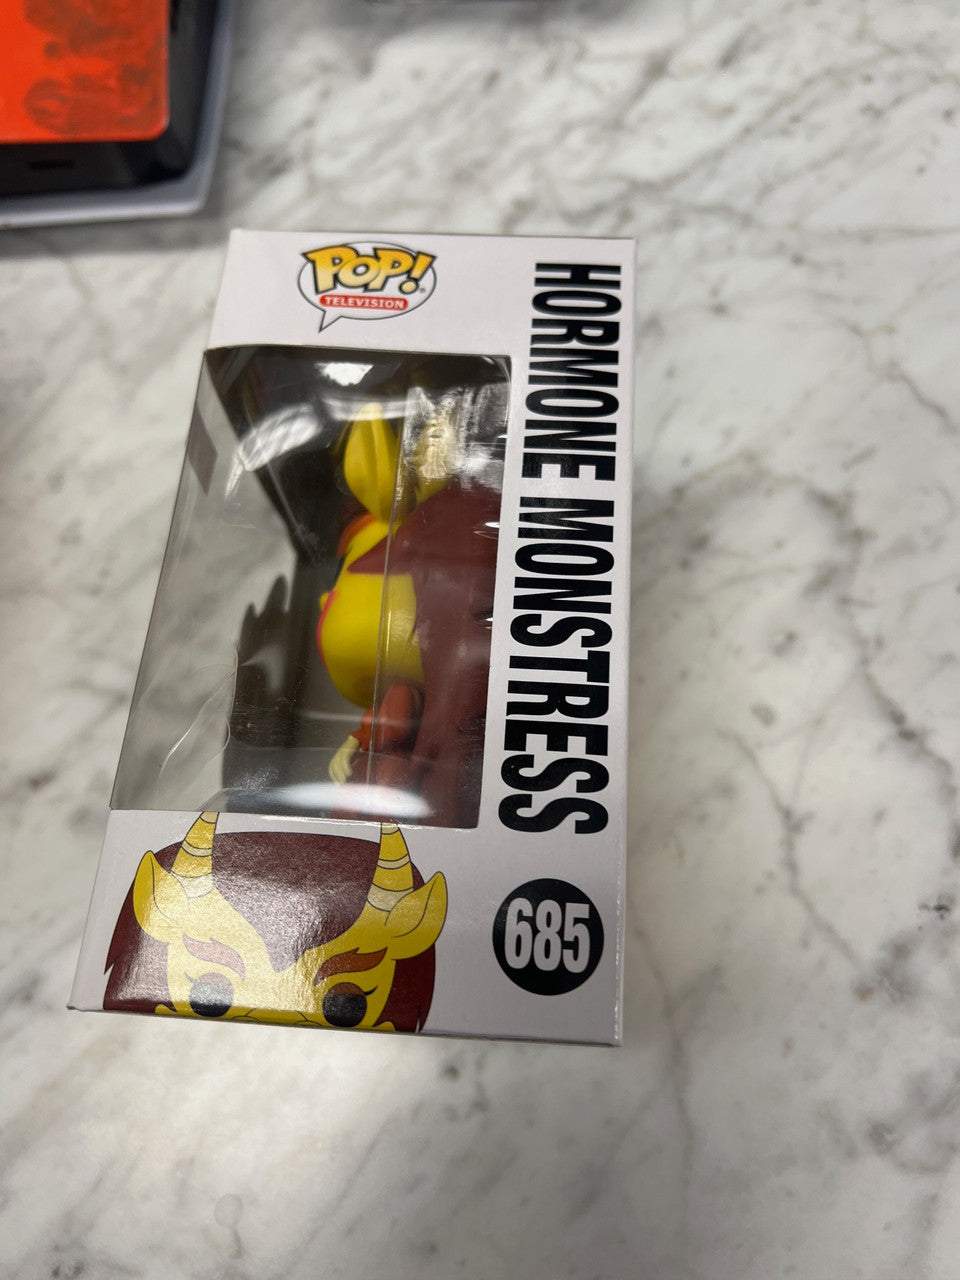 POP!
TELEVISION
HORMONE MONSTRESS
685